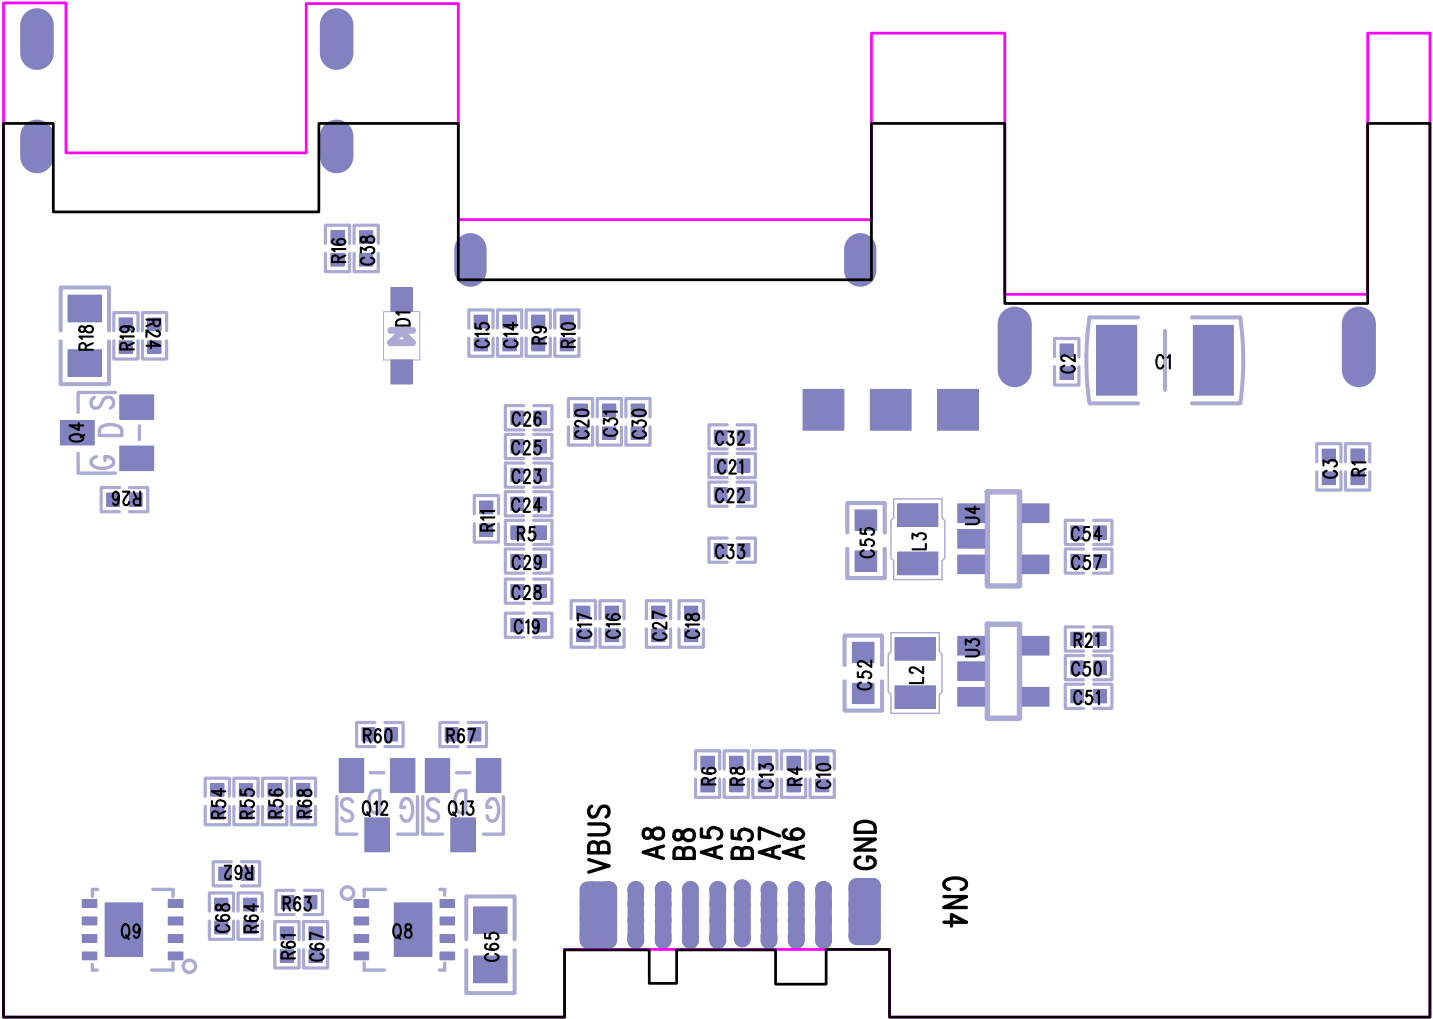 R16
C38
D1
R18
R19
R24
C15
C14
R9
R10
C2
C1
S
D
G
Q4
C26
C25
C23
C24
R5
C29
C28
C19
C20
C31
C30
C32
C21
C22
C33
C3
R1
R26
R11
C55
L3
U4
C54
C57
C17
C16
C27
C18
C52
L2
U3
R21
C50
C51
R60
R67
R6
R8
C13
R4
C10
R54
R55
R56
R68
S
D
G
Q12
S
D
G
Q13
VBUS
A8
B8
A5
B5
A7
A6
GND
CN4
R62
C68
R64
R63
Q9
R61
C67
Q8
C65